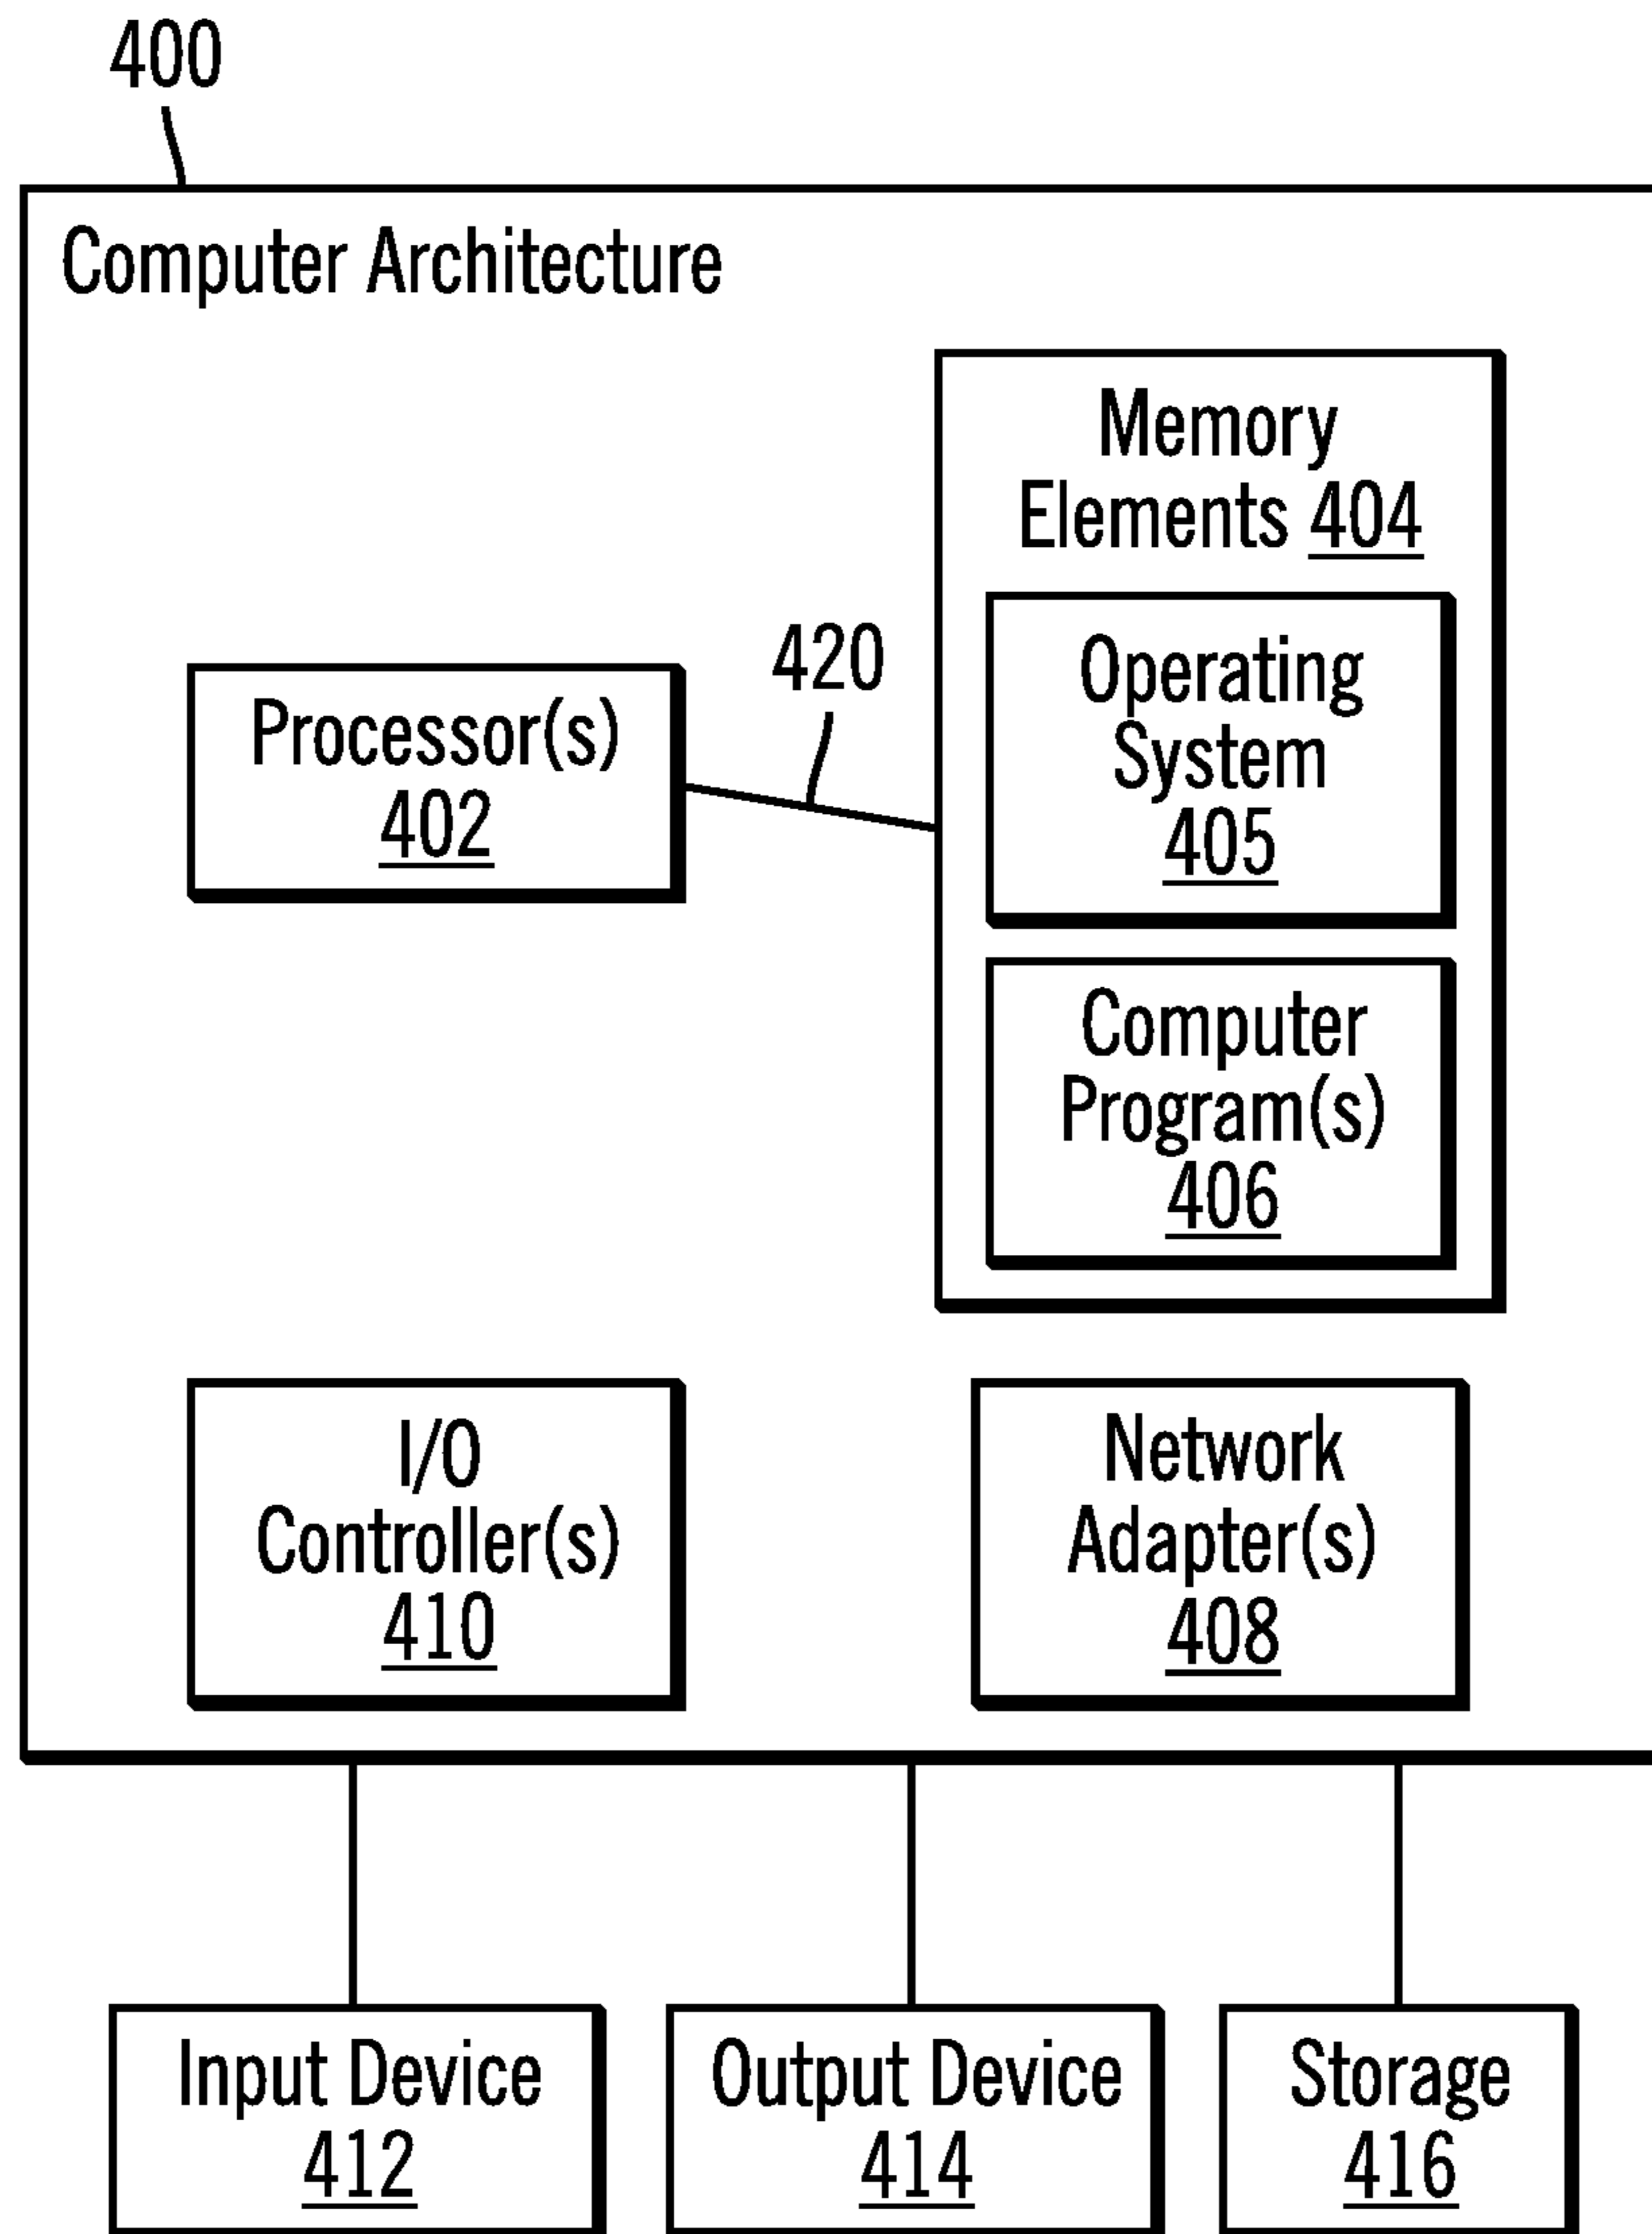 400
Computer Architecture
Memory
Elements 404
Operating
System
405
420
Processor(s)
402
Computer
Program(s)
406
I/O
Controller(s)
410
Network
Adapter(s)
408
Input Device
412
Output Device
414
Storage
416